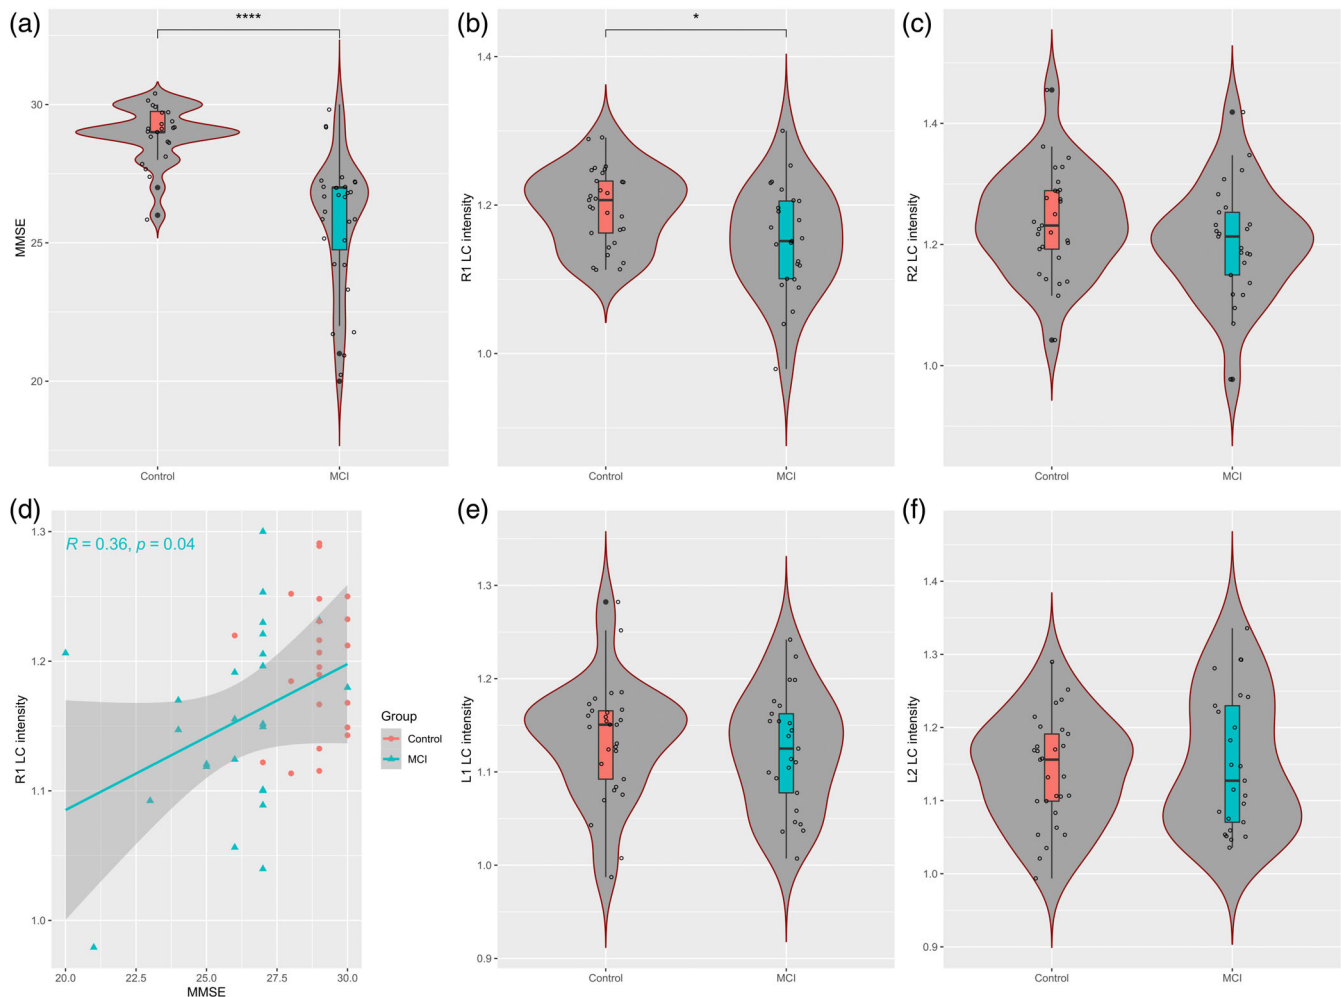 (a)
****
MMSE
30
25
20
Control
MCI
(b)
*
R1 LC intensity
1.4
1.3
1.2
1.0
Control
MCI
(c)
R2 LC intensity
1.4
1.2
1.0
Control
MCI
(d)
R = 0.36, p = 0.04
R1 LC intensity
1.3
1.2
1.1
1.0
20.0
22.5
25.0
27.5
30.0
MMSE
Group
Control
MCI
(e)
L1 LC intensity
1.3
1.2
1.1
1.0
0.9
Control
MCI
(f)
L2 LC intensity
1.4
1.3
1.2
1.1
1.0
0.9
Control
MCI